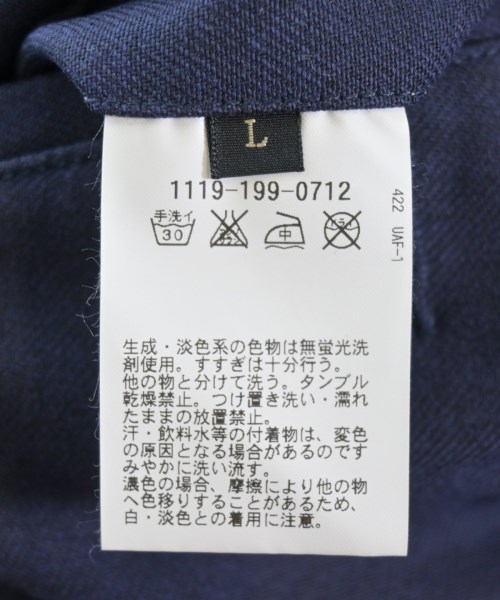 L
1119-199-0712
手洗イ
30
中
422 UAF-1
生成・淡色系の色物は無蛍光洗
剤使用。すすぎは十分行う。
他の物と分けて洗う。タンブル
乾燥禁止。つけ置き洗い・濡れ
たままの放置禁止。
汗・飲料水等の付着物は、変色
の原因となる場合があるのです
みやかに洗い流す。
濃色の場合、摩擦により他の物
へ色移りすることがあるため、
白・淡色との着用に注意。